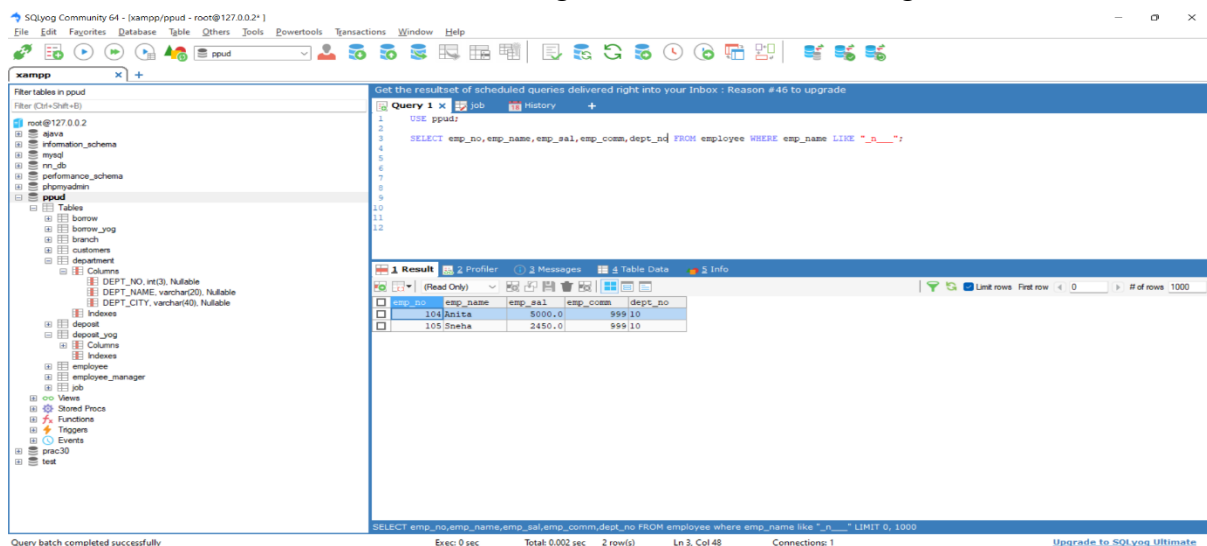 SQLyog Community 64 - [xampp/ppud - root@127.0.0.2* ]
File Edit Favorites Database Table Others Tools Powertools Transactions Window Help
ppud
xampp x +
Filter tables in ppud
Filter (Ctrl+Shift+B)
root@127.0.0.2
ajava
information_schema
mysql
nn_db
performance_schema
phpmyadmin
ppud
Tables
borrow
borrow_yog
branch
customers
department
Columns
DEPT_NO, int(3), Nullable
DEPT_NAME, varchar(20), Nullable
DEPT_CITY, varchar(40), Nullable
Indexes
deposit
deposit_yog
Columns
Indexes
employee
employee_manager
job
Views
Stored Procs
Functions
Triggers
Events
prac30
test
Get the resultset of scheduled queries delivered right into your Inbox : Reason #46 to upgrade
Query 1 x job History +
1 USE ppud;
2
3 SELECT emp_no,emp_name,emp_sal,emp_comm,dept_no FROM employee WHERE emp_name LIKE "_n___";
4
5
6
7
8
9
10
11
12
1 Result 2 Profiler 3 Messages 4 Table Data 5 Info
(Read Only) Limit rows First row 0 # of rows 1000
emp_no emp_name emp_sal emp_comm dept_no
104 Anita 5000.0 999 10
105 Sneha 2450.0 999 10
SELECT emp_no,emp_name,emp_sal,emp_comm,dept_no FROM employee where emp_name like "_n___" LIMIT 0, 1000
Query batch completed successfully Exec: 0 sec Total: 0.002 sec 2 row(s) Ln 3, Col 48 Connections: 1 Upgrade to SQLyog Ultimate